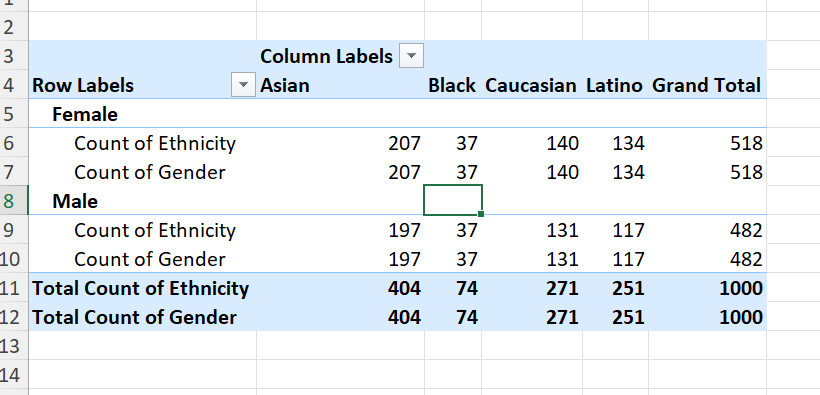 1
2
3 Column Labels
4 Row Labels Asian Black Caucasian Latino Grand Total
5 Female
6 Count of Ethnicity 207 37 140 134 518
7 Count of Gender 207 37 140 134 518
8 Male
9 Count of Ethnicity 197 37 131 117 482
10 Count of Gender 197 37 131 117 482
11 Total Count of Ethnicity 404 74 271 251 1000
12 Total Count of Gender 404 74 271 251 1000
13
14